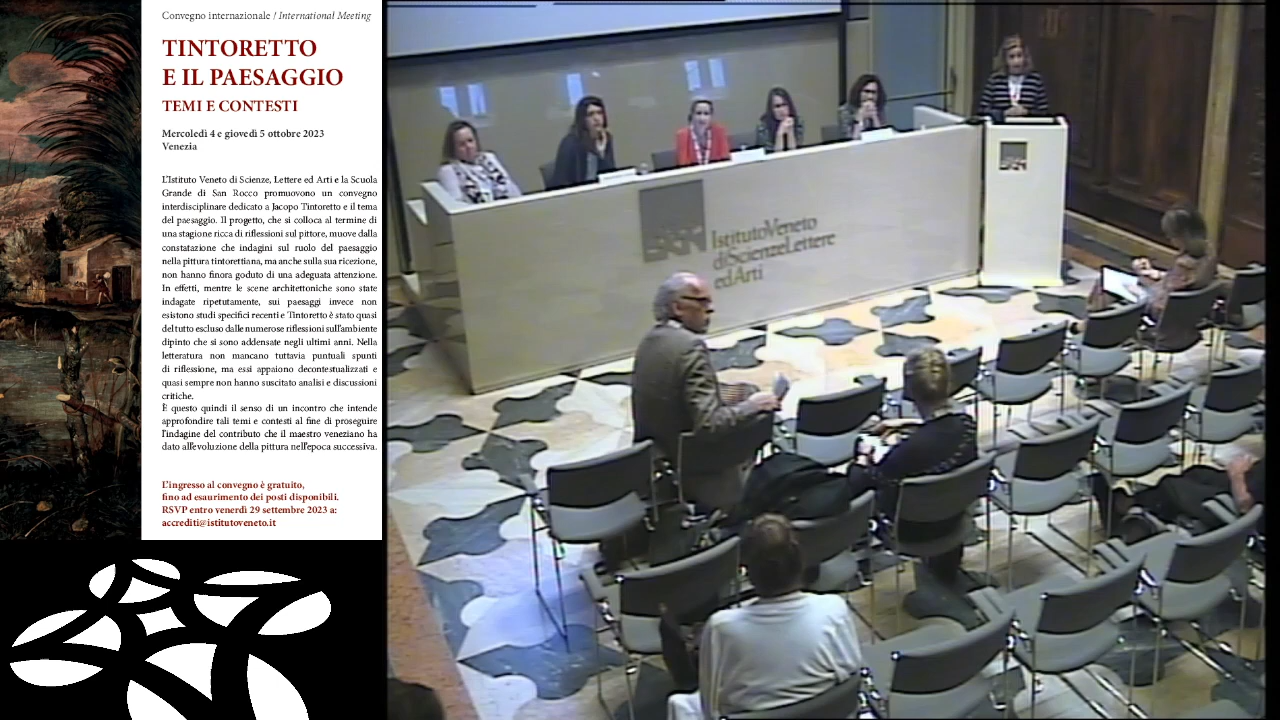 Convegno internazionale / International Meeting
TINTORETTO
E IL PAESAGGIO
TEMI E CONTESTI
Mercoledì 4 e giovedì 5 ottobre 2023
Venezia
L'Istituto Veneto di Scienze, Lettere ed Arti e la Scuola
Grande di San Rocco promuovono un convegno
interdisciplinare dedicato a Jacopo Tintoretto e il tema
del paesaggio. Il progetto, che si colloca al termine di
una stagione ricca di riflessioni sul pittore, muove dalla
constatazione che indagini sul ruolo del paesaggio
nella pittura tintorettiana, ma anche sulla sua ricezione,
non hanno finora goduto di una adeguata attenzione.
In effetti, mentre le scene architettoniche sono state
indagate ripetutamente, sui paesaggi invece non
esistono studi specifici recenti e Tintoretto è stato quasi
del tutto escluso dalle numerose riflessioni sull'ambiente
dipinto che si sono addensate negli ultimi anni. Nella
letteratura non mancano tuttavia puntuali spunti
di riflessione, ma essi appaiono decontestualizzati e
quasi sempre non hanno suscitato analisi e discussioni
critiche.
È questo quindi il senso di un incontro che intende
approfondire tali temi e contesti al fine di proseguire
l'indagine del contributo che il maestro veneziano ha
dato all'evoluzione della pittura nell'epoca successiva.
L'ingresso al convegno è gratuito,
fino ad esaurimento dei posti disponibili.
RSVP entro venerdì 29 settembre 2023 a:
accrediti@istitutoveneto.it
IstitutoVeneto
diScienzeLettere
edArti